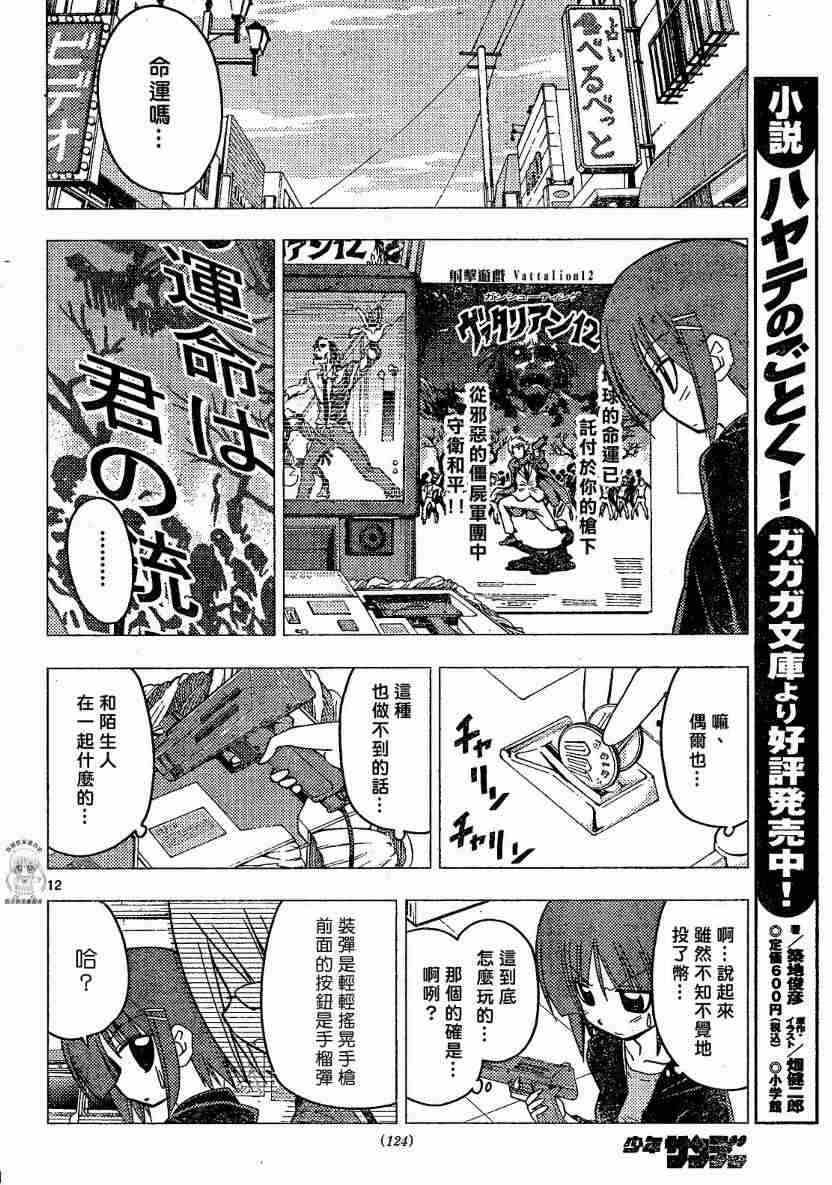 命運嗎…
占い
べるべっと
ビデオ
射擊遊戲 Vattalion12
ガンシューティング
ヴァタリアン12
球的命運已
託付於你的槍下
從邪惡的僵屍軍團中
守衛和平!!
アン12
運命は
君の銃
………
嘛、
偶爾也…
チャリン
チャリン
這種
也做不到的話…
和陌生人
在一起什麼的…
12
啊…說起來
雖然不知不覺地
投了幣…
這到底
怎麼玩的…
那個的確是…
啊咧?
裝彈是輕輕搖晃手槍
前面的按鈕是手榴彈
哈?
(124)
少年サンデー
小説 ハヤテのごとく! ガガガ文庫より好評発売中!
著/築地俊彦 原作・イラスト/畑健二郎
◎定価600円(税込) ◎小学館